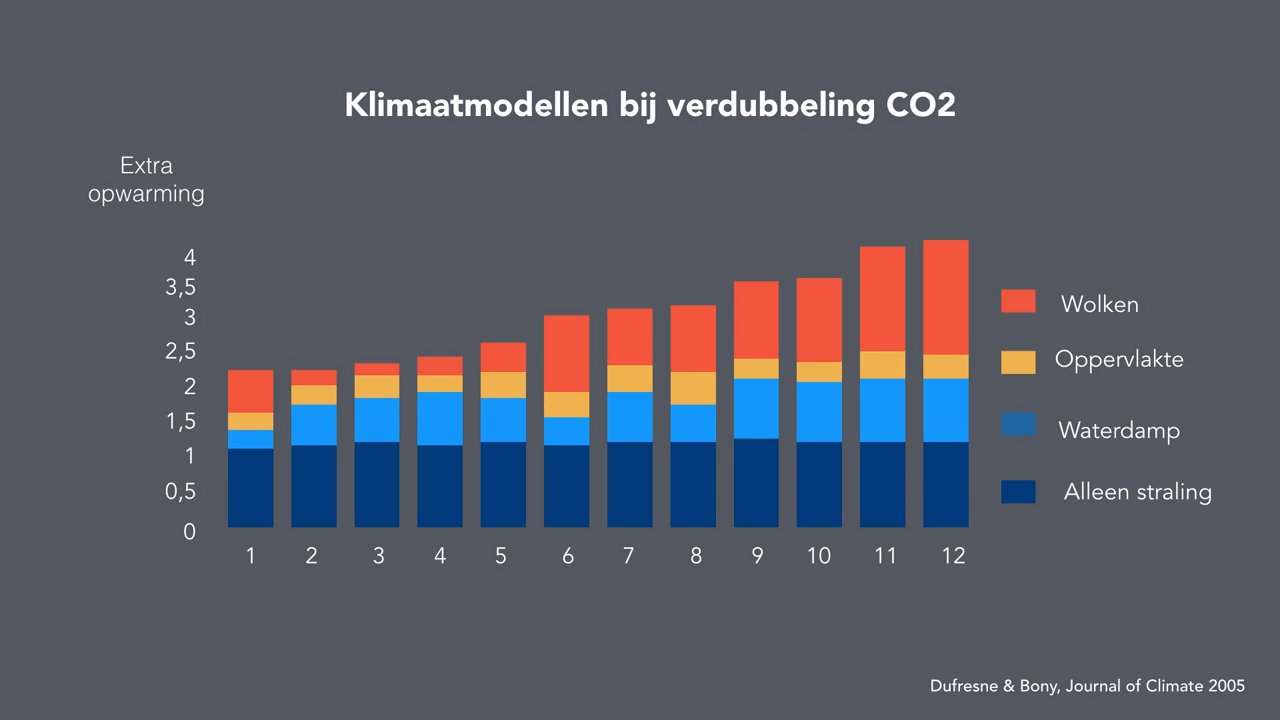 Klimaatmodellen bij verdubbeling CO2
Extra
opwarming
4
3,5
3
2,5
2
1,5
1
0,5
0
1 2 3 4 5 6 7 8 9 10 11 12
Wolken
Oppervlakte
Waterdamp
Alleen straling
Dufresne & Bony, Journal of Climate 2005